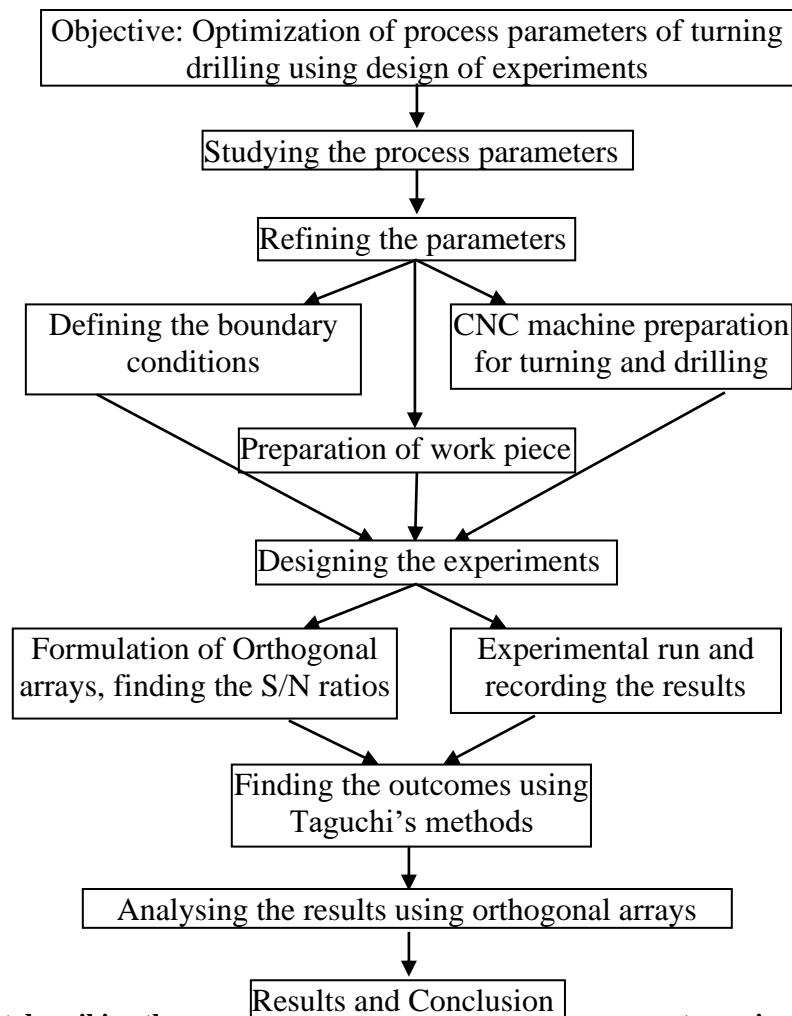 Objective: Optimization of process parameters of turning
drilling using design of experiments
Studying the process parameters
Refining the parameters
Defining the boundary
conditions
CNC machine preparation
for turning and drilling
Preparation of work piece
Designing the experiments
Formulation of Orthogonal
arrays, finding the S/N ratios
Experimental run and
recording the results
Finding the outcomes using
Taguchi’s methods
Analysing the results using orthogonal arrays
Results and Conclusion